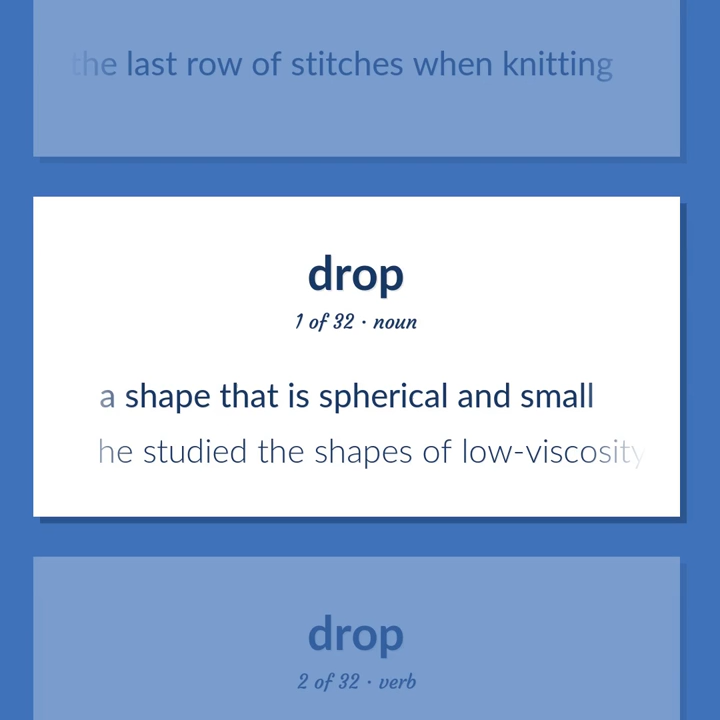 the last row of stitches when knitting
drop
1 of 32 · noun
a shape that is spherical and small
he studied the shapes of low-viscosity
drop
2 of 32 · verb